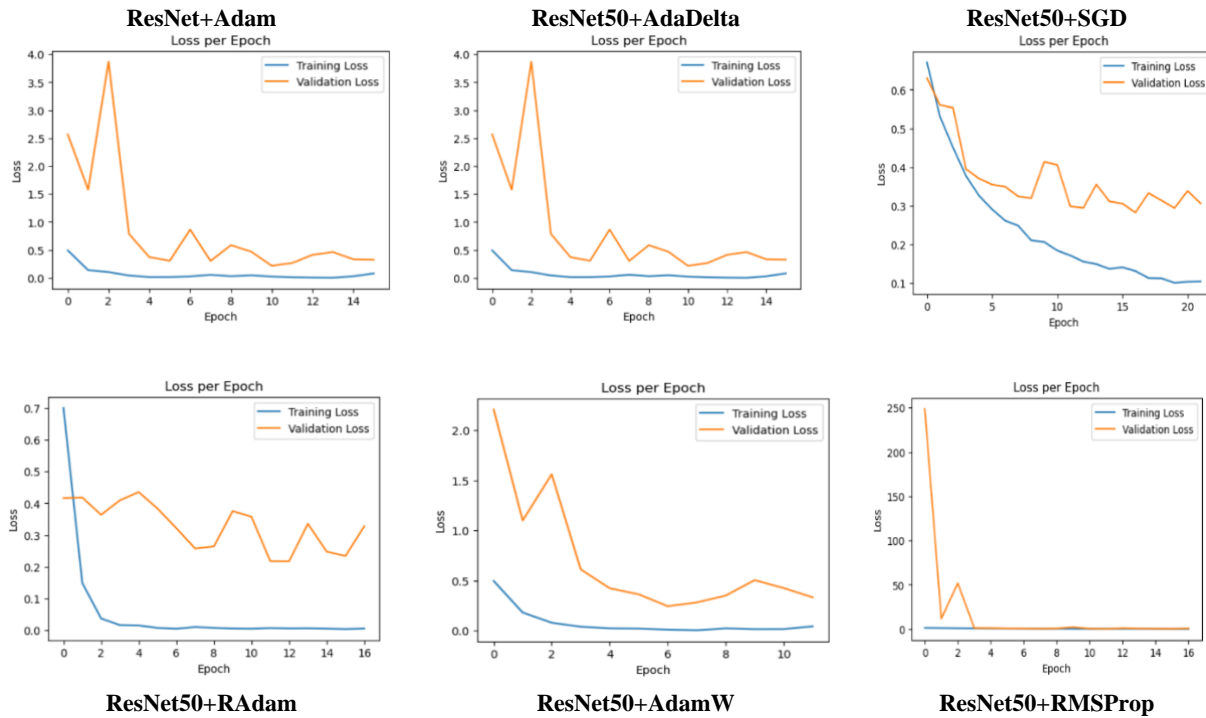 ResNet+Adam
Loss per Epoch
Training Loss
Validation Loss
Loss
4.0
3.5
3.0
2.5
2.0
1.5
1.0
0.5
0.0
0 2 4 6 8 10 12 14
Epoch
ResNet50+AdaDelta
Loss per Epoch
Training Loss
Validation Loss
Loss
4.0
3.5
3.0
2.5
2.0
1.5
1.0
0.5
0.0
0 2 4 6 8 10 12 14
Epoch
ResNet50+SGD
Loss per Epoch
Training Loss
Validation Loss
Loss
0.6
0.5
0.4
0.3
0.2
0.1
0 5 10 15 20
Epoch
Loss per Epoch
Training Loss
Validation Loss
Loss
0.7
0.6
0.5
0.4
0.3
0.2
0.1
0.0
0 2 4 6 8 10 12 14 16
Epoch
ResNet50+RAdam
Loss per Epoch
Training Loss
Validation Loss
Loss
2.0
1.5
1.0
0.5
0.0
0 2 4 6 8 10
Epoch
ResNet50+AdamW
Loss per Epoch
Training Loss
Validation Loss
Loss
250
200
150
100
50
0
0 2 4 6 8 10 12 14 16
Epoch
ResNet50+RMSProp